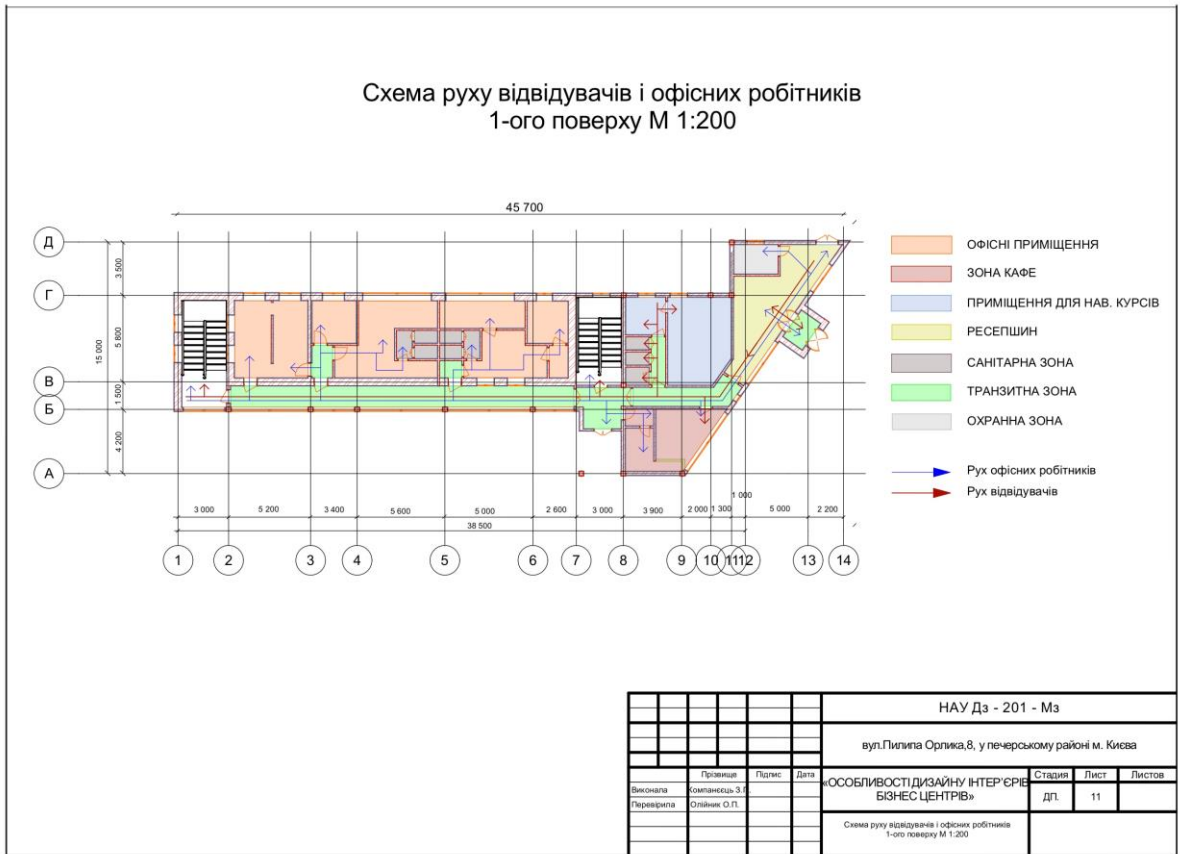 Схема руху відвідувачів і офісних робітників
1-ого поверху М 1:200
45 700
Д
Г
В
Б
А
3 500
5 800
15 000
1 500
4 200
ОФІСНІ ПРИМІЩЕННЯ
ЗОНА КАФЕ
ПРИМІЩЕННЯ ДЛЯ НАВ. КУРСІВ
РЕСЕПШИН
САНІТАРНА ЗОНА
ТРАНЗИТНА ЗОНА
ОХРАННА ЗОНА
Рух офісних робітників
Рух відвідувачів
1 000
3 000 5 200 3 400 5 600 5 000 2 600 3 000 3 900 2 000 1 300 5 000 2 200
38 500
1 2 3 4 5 6 7 8 9 10 11 12 13 14
НАУ Дз - 201 - Мз
вул.Пилипа Орлика,8, у печерському районі м. Києва
Прізвище Підпис Дата
Виконала Компанєєць З.Г.
Перевірила Олійник О.П.
«ОСОБЛИВОСТІ ДИЗАЙНУ ІНТЕР'ЄРІВ
БІЗНЕС ЦЕНТРІВ»
Стадия Лист Листов
ДП. 11
Схема руху відвідувачів і офісних робітників
1-ого поверху М 1:200